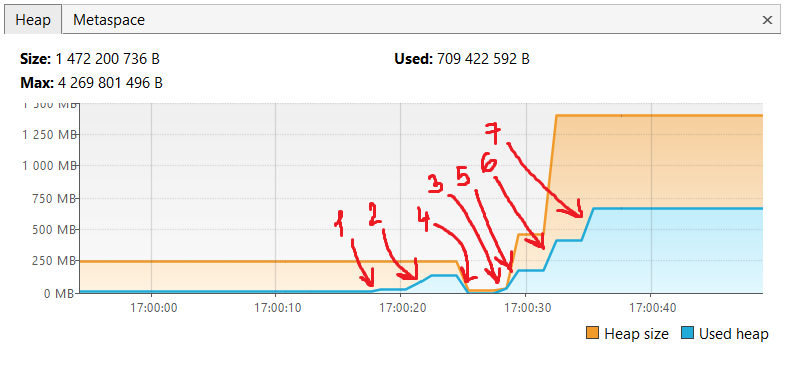 Heap Metaspace
Size: 1 472 200 736 B Used: 709 422 592 B
Max: 4 269 801 496 B
1 500 MB
1 250 MB
1 000 MB
750 MB
500 MB
250 MB
0 MB
1 2 4 3 5 6 7
17:00:00 17:00:10 17:00:20 17:00:30 17:00:40
Heap size Used heap